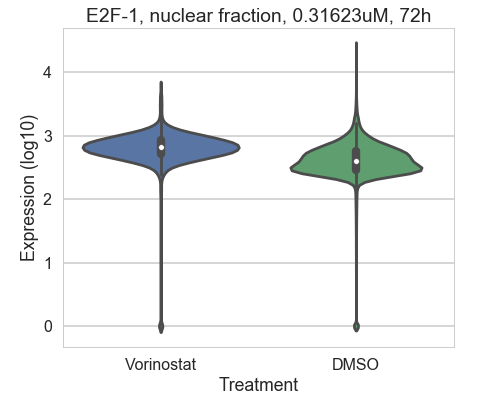 E2F-1, nuclear fraction, 0.31623uM, 72h
4
3
2
1
0
Expression (log10)
Vorinostat
DMSO
Treatment